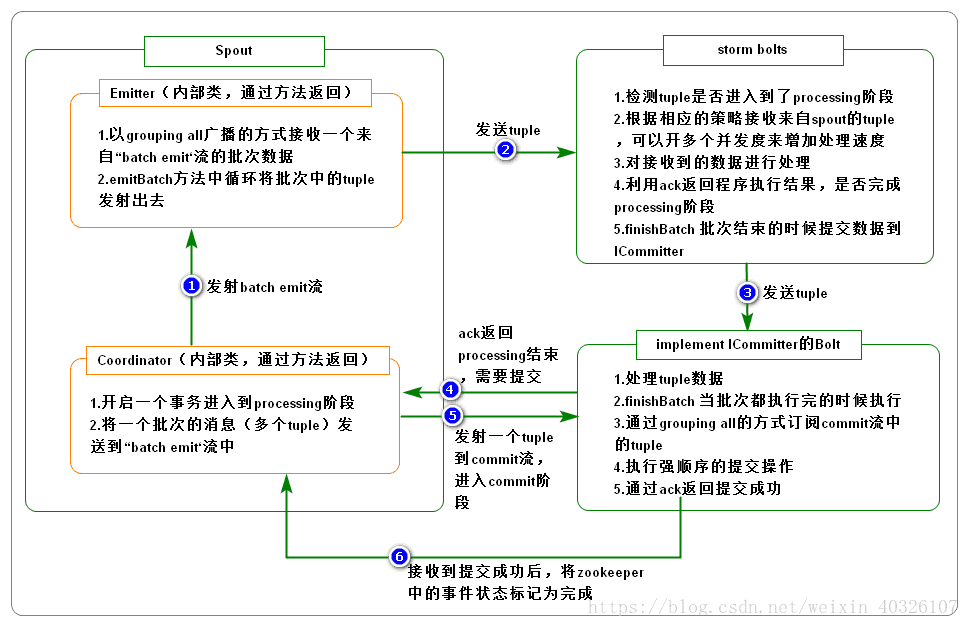 Spout
Emitter（内部类，通过方法返回）
1.以grouping all广播的方式接收一个来
自“batch emit‘流的批次数据
2.emitBatch方法中循环将批次中的tuple
发射出去
发送tuple
2
storm bolts
1.检测tuple是否进入到了processing阶段
2.根据相应的策略接收来自spout的tuple
，可以开多个并发度来增加处理速度
3.对接收到的数据进行处理
4.利用ack返回程序执行结果，是否完成
processing阶段
5.finishBatch 批次结束的时候提交数据到
ICommitter
1
发射batch emit流
3
发送tuple
Coordinator（内部类，通过方法返回）
1.开启一个事务进入到processing阶段
2.将一个批次的消息（多个tuple）发
送到“batch emit‘流中
ack返回
processing结束
，需要提交
4
5
发射一个tuple
到commit流，
进入commit阶
段
implement ICommitter的Bolt
1.处理tuple数据
2.finishBatch 当批次都执行完的时候执行
3.通过grouping all的方式订阅commit流中
的tuple
4.执行强顺序的提交操作
5.通过ack返回提交成功
6
接收到提交成功后，将zookeeper
中的事件状态标记为完成
https://blog.csdn.net/weixin_40326107